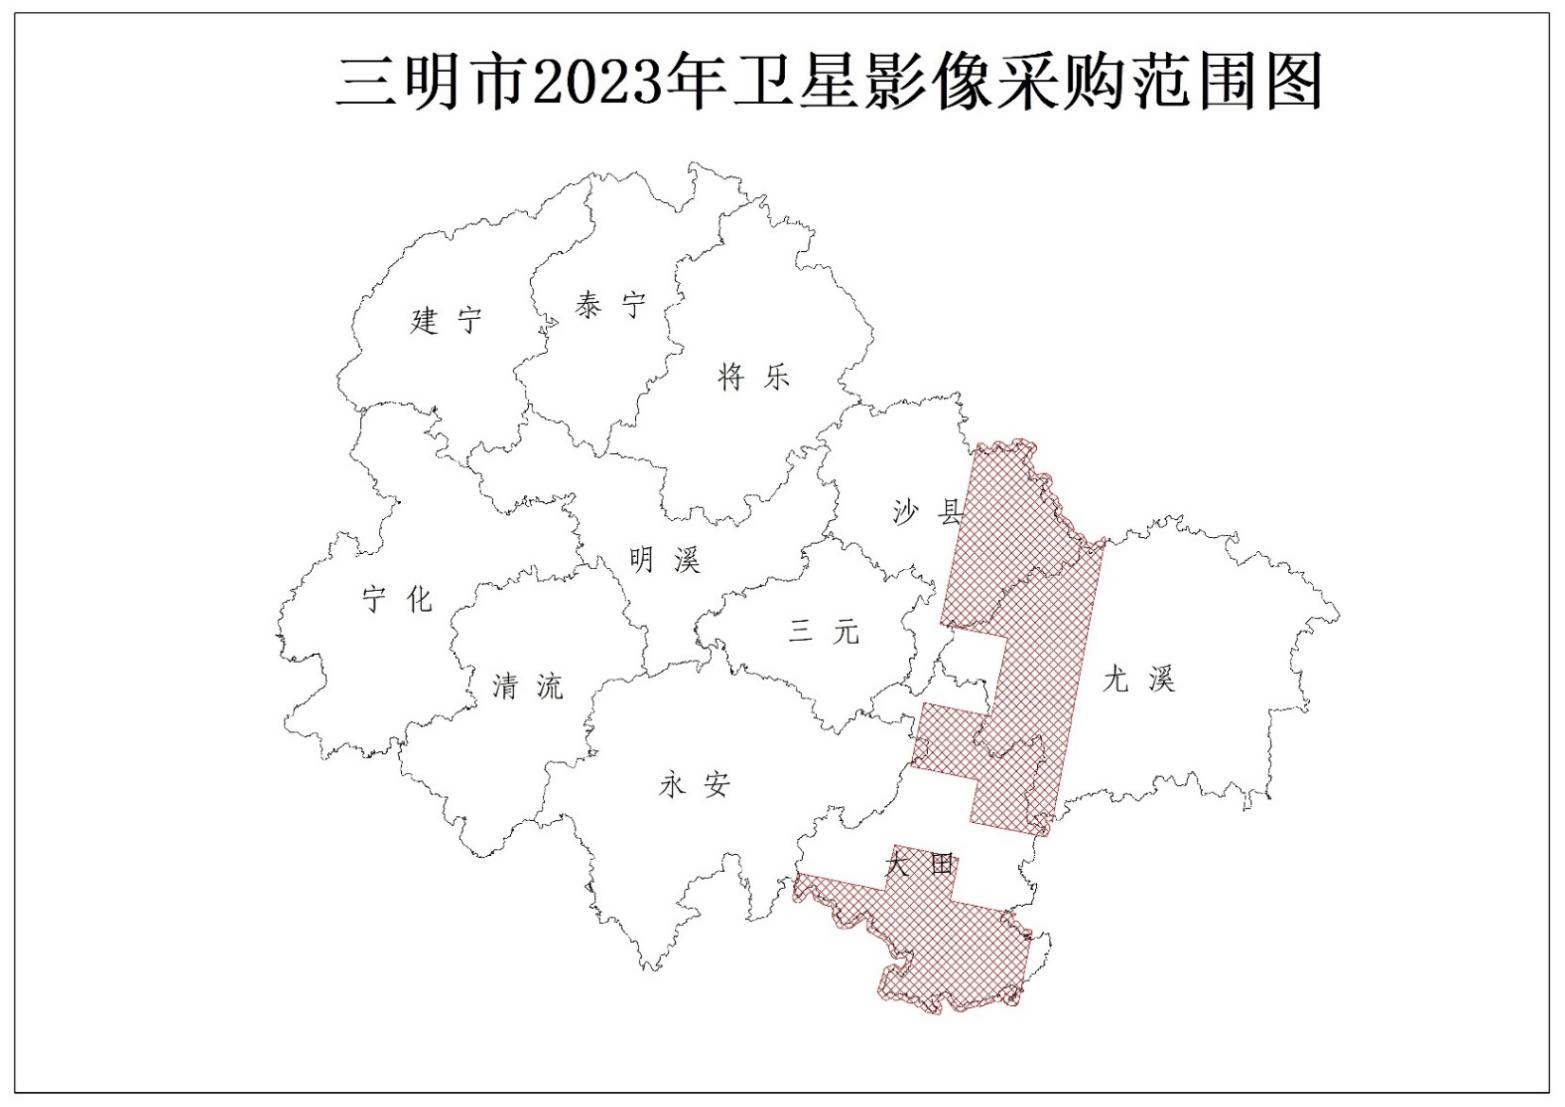 三明市2023年卫星影像采购范围图
建宁
泰宁
将乐
沙县
明溪
宁化
三元
清流
尤溪
永安
大田